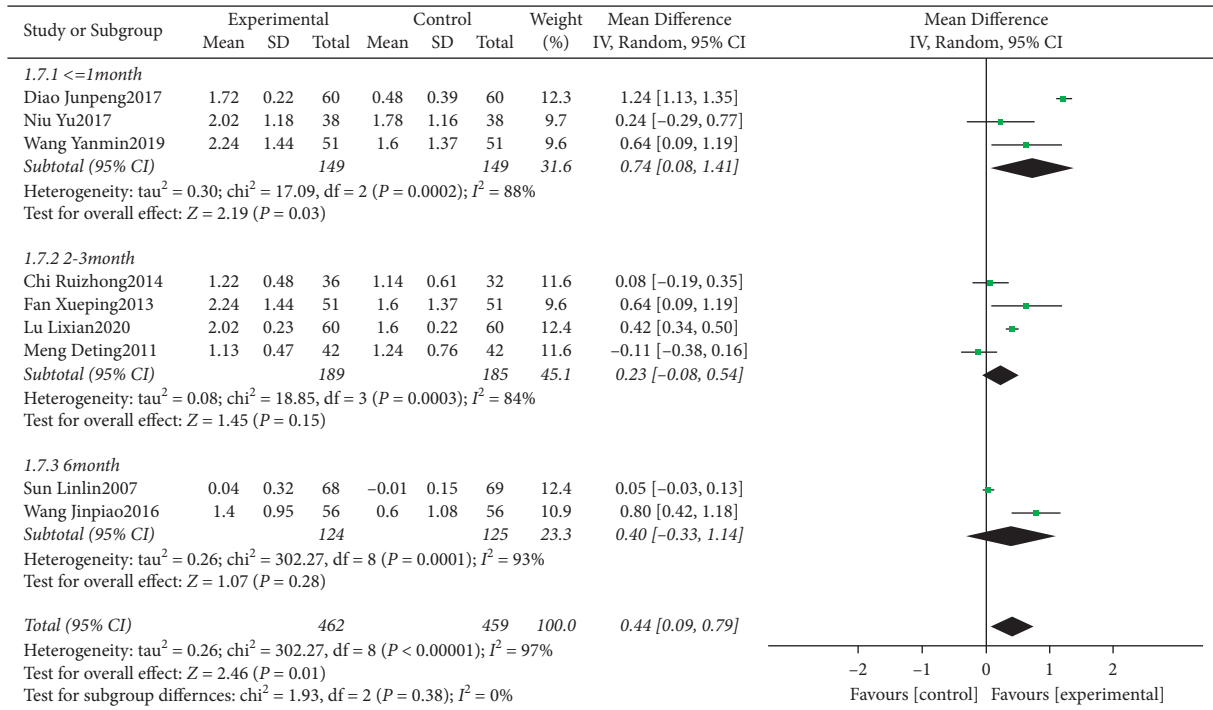 Study or Subgroup Experimental Control Weight (%) Mean Difference IV, Random, 95% CI Mean Difference IV, Random, 95% CI
Mean SD Total Mean SD Total
1.7.1 <=1month
Diao Junpeng2017 1.72 0.22 60 0.48 0.39 60 12.3 1.24 [1.13, 1.35]
Niu Yu2017 2.02 1.18 38 1.78 1.16 38 9.7 0.24 [−0.29, 0.77]
Wang Yanmin2019 2.24 1.44 51 1.6 1.37 51 9.6 0.64 [0.09, 1.19]
Subtotal (95% CI) 149 149 31.6 0.74 [0.08, 1.41]
Heterogeneity: tau² = 0.30; chi² = 17.09, df = 2 (P = 0.0002); I² = 88%
Test for overall effect: Z = 2.19 (P = 0.03)
1.7.2 2-3month
Chi Ruizhong2014 1.22 0.48 36 1.14 0.61 32 11.6 0.08 [−0.19, 0.35]
Fan Xueping2013 2.24 1.44 51 1.6 1.37 51 9.6 0.64 [0.09, 1.19]
Lu Lixian2020 2.02 0.23 60 1.6 0.22 60 12.4 0.42 [0.34, 0.50]
Meng Deting2011 1.13 0.47 42 1.24 0.76 42 11.6 −0.11 [−0.38, 0.16]
Subtotal (95% CI) 189 185 45.1 0.23 [−0.08, 0.54]
Heterogeneity: tau² = 0.08; chi² = 18.85, df = 3 (P = 0.0003); I² = 84%
Test for overall effect: Z = 1.45 (P = 0.15)
1.7.3 6month
Sun Linlin2007 0.04 0.32 68 −0.01 0.15 69 12.4 0.05 [−0.03, 0.13]
Wang Jinpiao2016 1.4 0.95 56 0.6 1.08 56 10.9 0.80 [0.42, 1.18]
Subtotal (95% CI) 124 125 23.3 0.40 [−0.33, 1.14]
Heterogeneity: tau² = 0.26; chi² = 302.27, df = 8 (P = 0.0001); I² = 93%
Test for overall effect: Z = 1.07 (P = 0.28)
Total (95% CI) 462 459 100.0 0.44 [0.09, 0.79]
Heterogeneity: tau² = 0.26; chi² = 302.27, df = 8 (P < 0.00001); I² = 97%
Test for overall effect: Z = 2.46 (P = 0.01)
Test for subgroup differnces: chi² = 1.93, df = 2 (P = 0.38); I² = 0%
−2 −1 0 1 2
Favours [control] Favours [experimental]